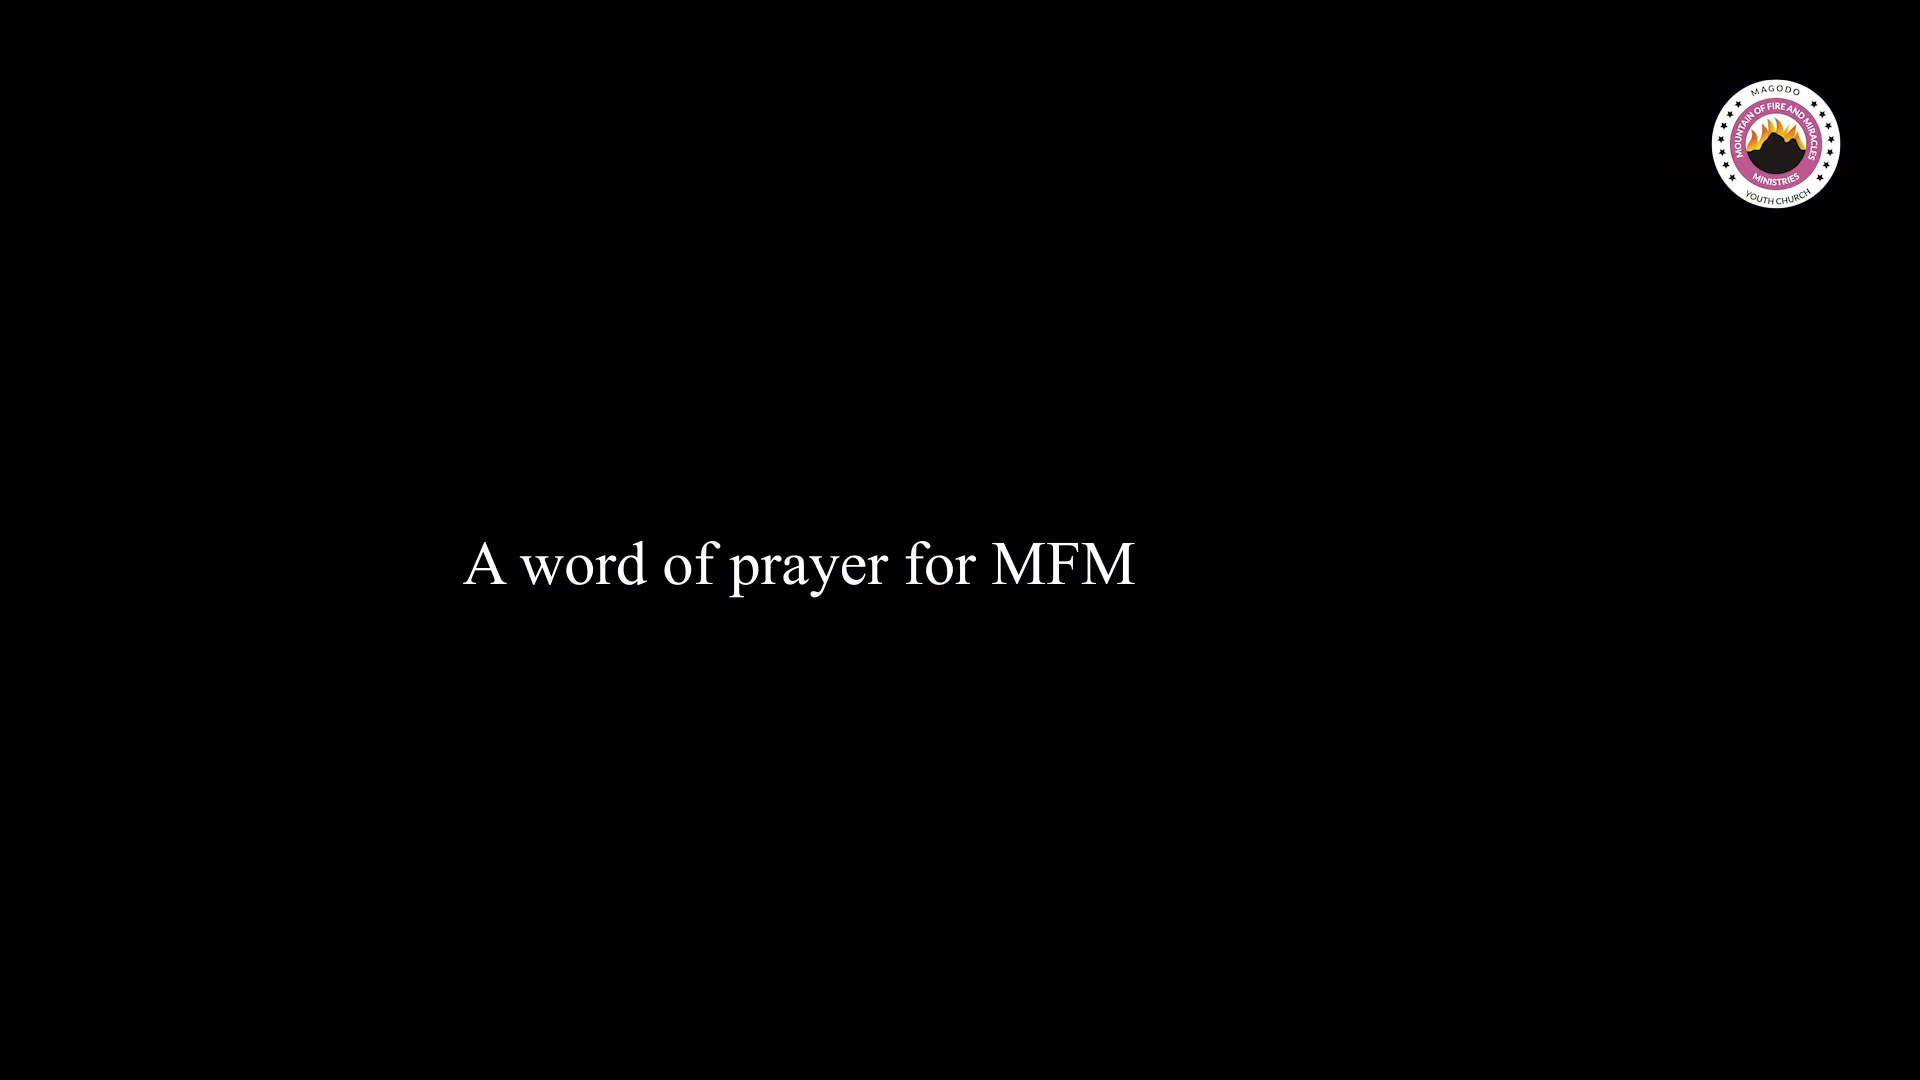 MAGODO
MOUNTAIN OF FIRE AND MIRACLES
MINISTRIES
YOUTH CHURCH
A word of prayer for MFM